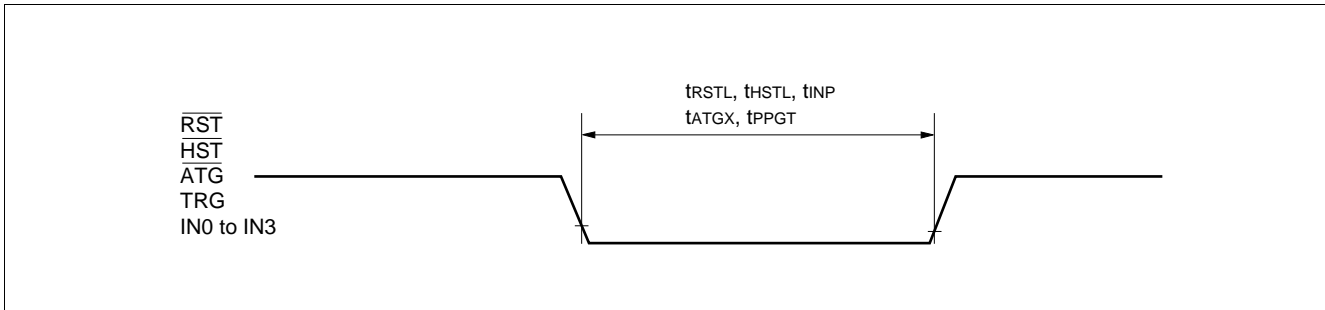 tRSTL, tHSTL, tINP
tATGX, tPPGT
RST
HST
ATG
TRG
IN0 to IN3